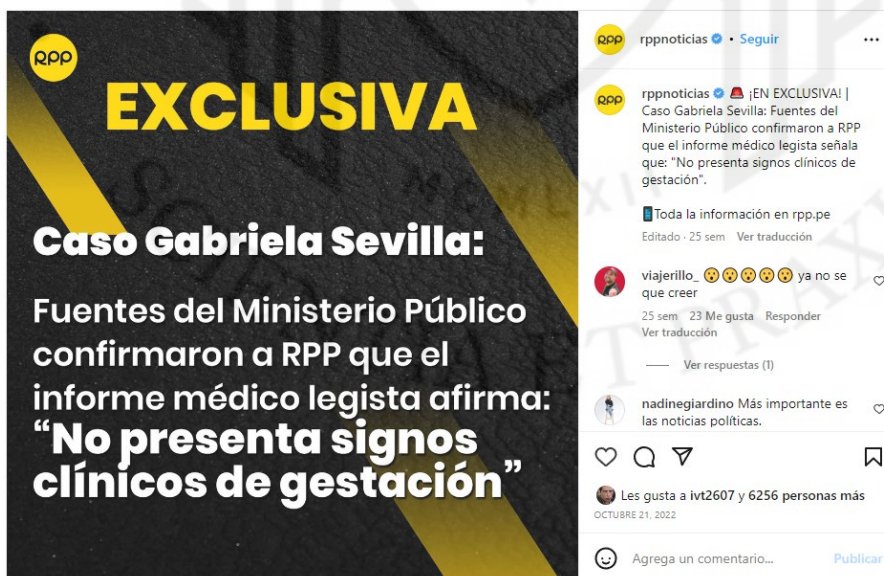 RPP
EXCLUSIVA
Caso Gabriela Sevilla:
Fuentes del Ministerio Público
confirmaron a RPP que el
informe médico legista afirma:
“No presenta signos
clínicos de gestación”
RPP
rppnoticias • Seguir
RPP
rppnoticias ¡EN EXCLUSIVA! |
Caso Gabriela Sevilla: Fuentes del
Ministerio Público confirmaron a RPP
que el informe médico legista señala
que: "No presenta signos clínicos de
gestación".
Toda la información en rpp.pe
Editado · 25 sem Ver traducción
viajerillo_ 😮😮😮😮😮 ya no se
que creer
25 sem 23 Me gusta Responder
Ver traducción
Ver respuestas (1)
nadinegiardino Más importante es
las noticias políticas.
Les gusta a ivt2607 y 6256 personas más
OCTUBRE 21, 2022
Agrega un comentario... Publicar